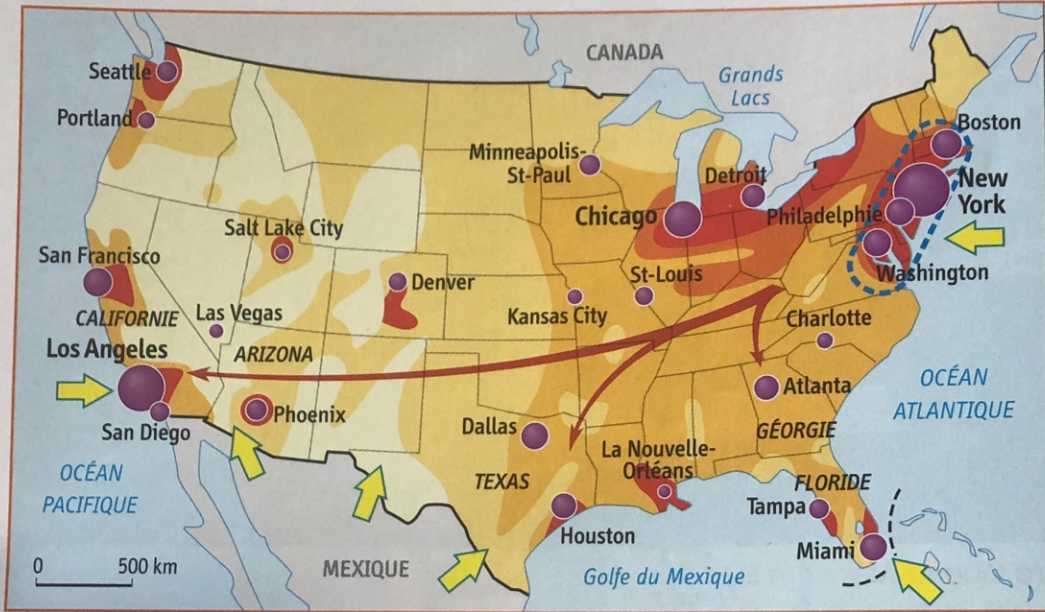 CANADA
Grands
Lacs
Seattle
Portland
Boston
Minneapolis-
St-Paul
Detroit
New
York
Chicago
Philadelphie
Salt Lake City
San Francisco
Washington
St-Louis
Denver
Kansas City
Las Vegas
CALIFORNIE
Charlotte
Los Angeles
ARIZONA
Atlanta
OCÉAN
ATLANTIQUE
Phoenix
Dallas
GÉORGIE
San Diego
La Nouvelle-
Orléans
OCÉAN
PACIFIQUE
TEXAS
FLORIDE
Tampa
Houston
Miami
0
500 km
MEXIQUE
Golfe du Mexique